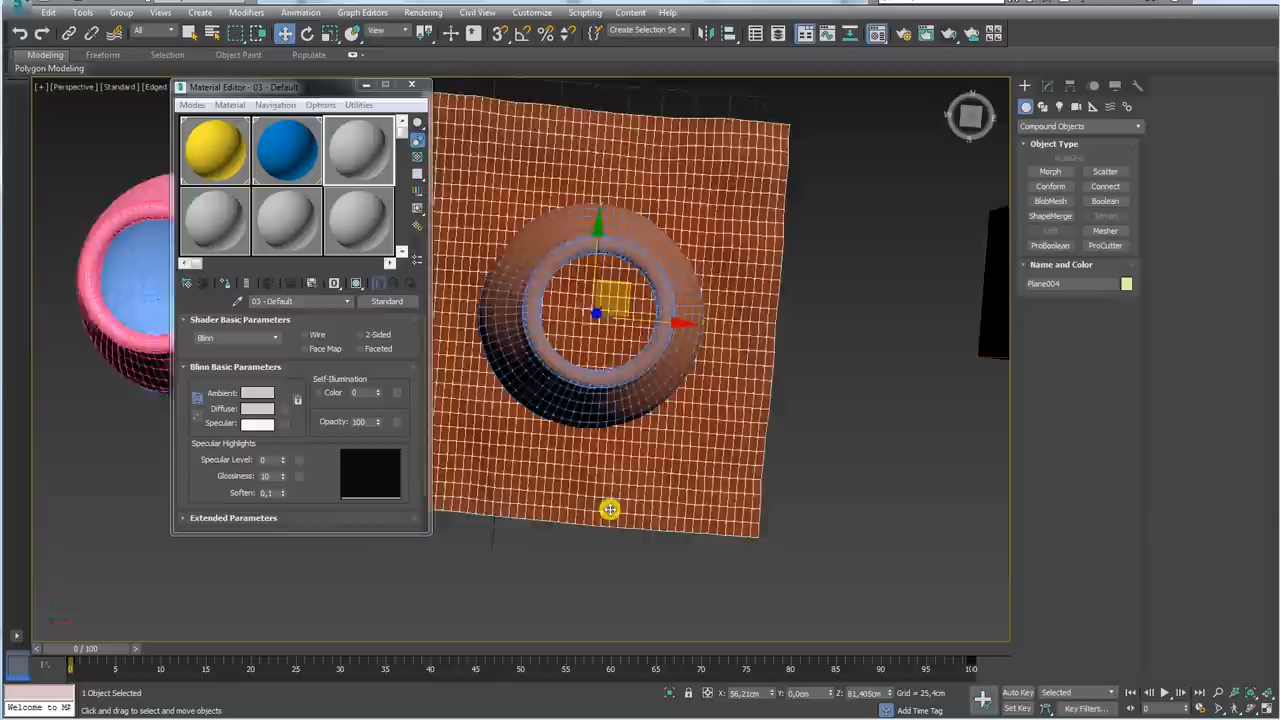 Edit Tools Group Views Create Modifiers Animation Graph Editors Rendering Civil View Customize Scripting Content Help
All View Create Selection Se
Modeling Freeform Selection Object Paint Populate
Polygon Modeling
[+] [Perspective] [Standard] [Edged
Material Editor - 03 - Default
Modes Material Navigation Options Utilities
03 - Default Standard
Shader Basic Parameters
Blinn Wire 2-Sided
Face Map Faceted
Blinn Basic Parameters
Self-Illumination
Ambient: Color 0
Diffuse:
Specular: Opacity: 100
Specular Highlights
Specular Level: 0
Glossiness: 10
Soften: 0,1
Extended Parameters
N
W E
Compound Objects
Object Type
Morph Scatter
Conform Connect
BlobMesh Boolean
ShapeMerge Terrain
Loft Mesher
ProBoolean ProCutter
Name and Color
Plane004
0 / 100
0 5 10 15 20 25 30 35 40 45 50 55 60 65 70 75 80 85 90 95 100
1 Object Selected X: 56,21cm Y: 0,0cm Z: 81,405cm Grid = 25,4cm Auto Key Selected
Welcome to MA Click and drag to select and move objects Add Time Tag Set Key Key Filters... 0